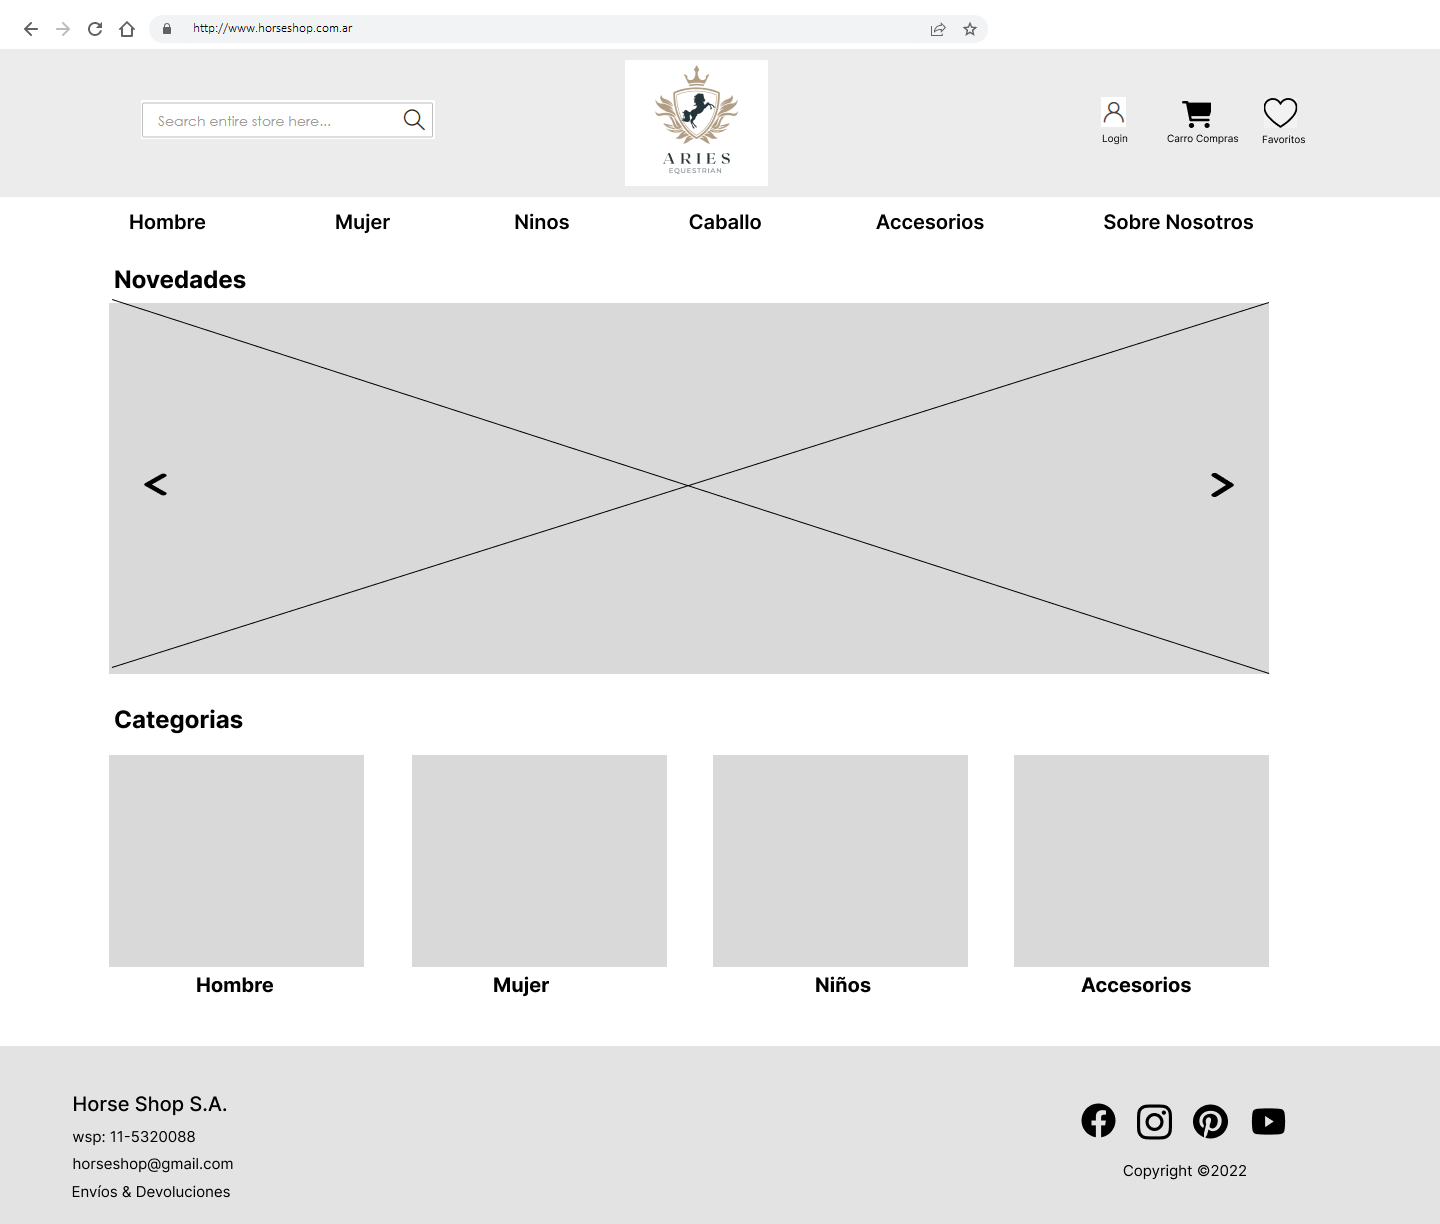 http://www.horseshop.com.ar
Search entire store here...
ARIES
EQUESTRIAN
Login
Carro Compras
Favoritos
Hombre
Mujer
Ninos
Caballo
Accesorios
Sobre Nosotros
Novedades
<
>
Categorias
Hombre
Mujer
Niños
Accesorios
Horse Shop S.A.
wsp: 11-5320088
horseshop@gmail.com
Envíos & Devoluciones
Copyright ©2022